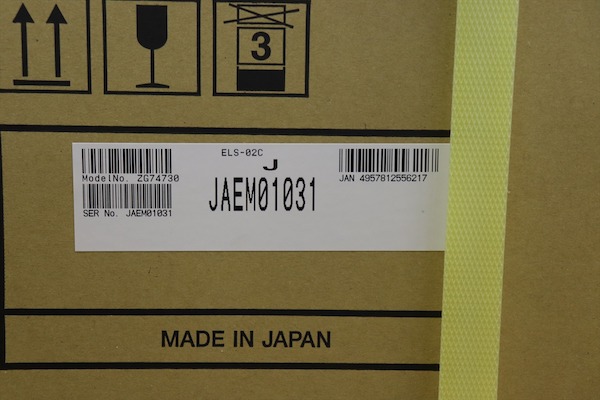 3
ELS-02C
J
ModelNo. ZG74730
JAEM01031
JAN 4957812556217
SER No. JAEM01031
MADE IN JAPAN